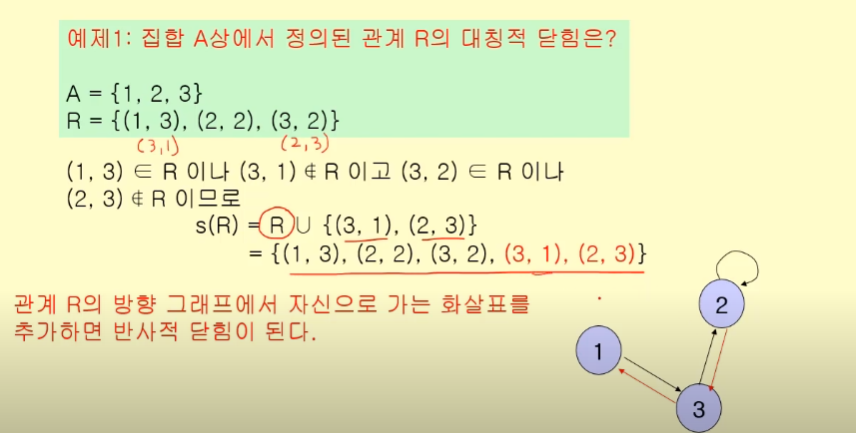 예제1: 집합 A상에서 정의된 관계 R의 대칭적 닫힘은?
A = {1, 2, 3}
R = {(1, 3), (2, 2), (3, 2)}
(3,1) (2,3)
(1, 3) ∈ R 이나 (3, 1) ∉ R 이고 (3, 2) ∈ R 이나
(2, 3) ∉ R 이므로
s(R) = R ∪ {(3, 1), (2, 3)}
= {(1, 3), (2, 2), (3, 2), (3, 1), (2, 3)}
관계 R의 방향 그래프에서 자신으로 가는 화살표를
추가하면 반사적 닫힘이 된다.
2
1
3